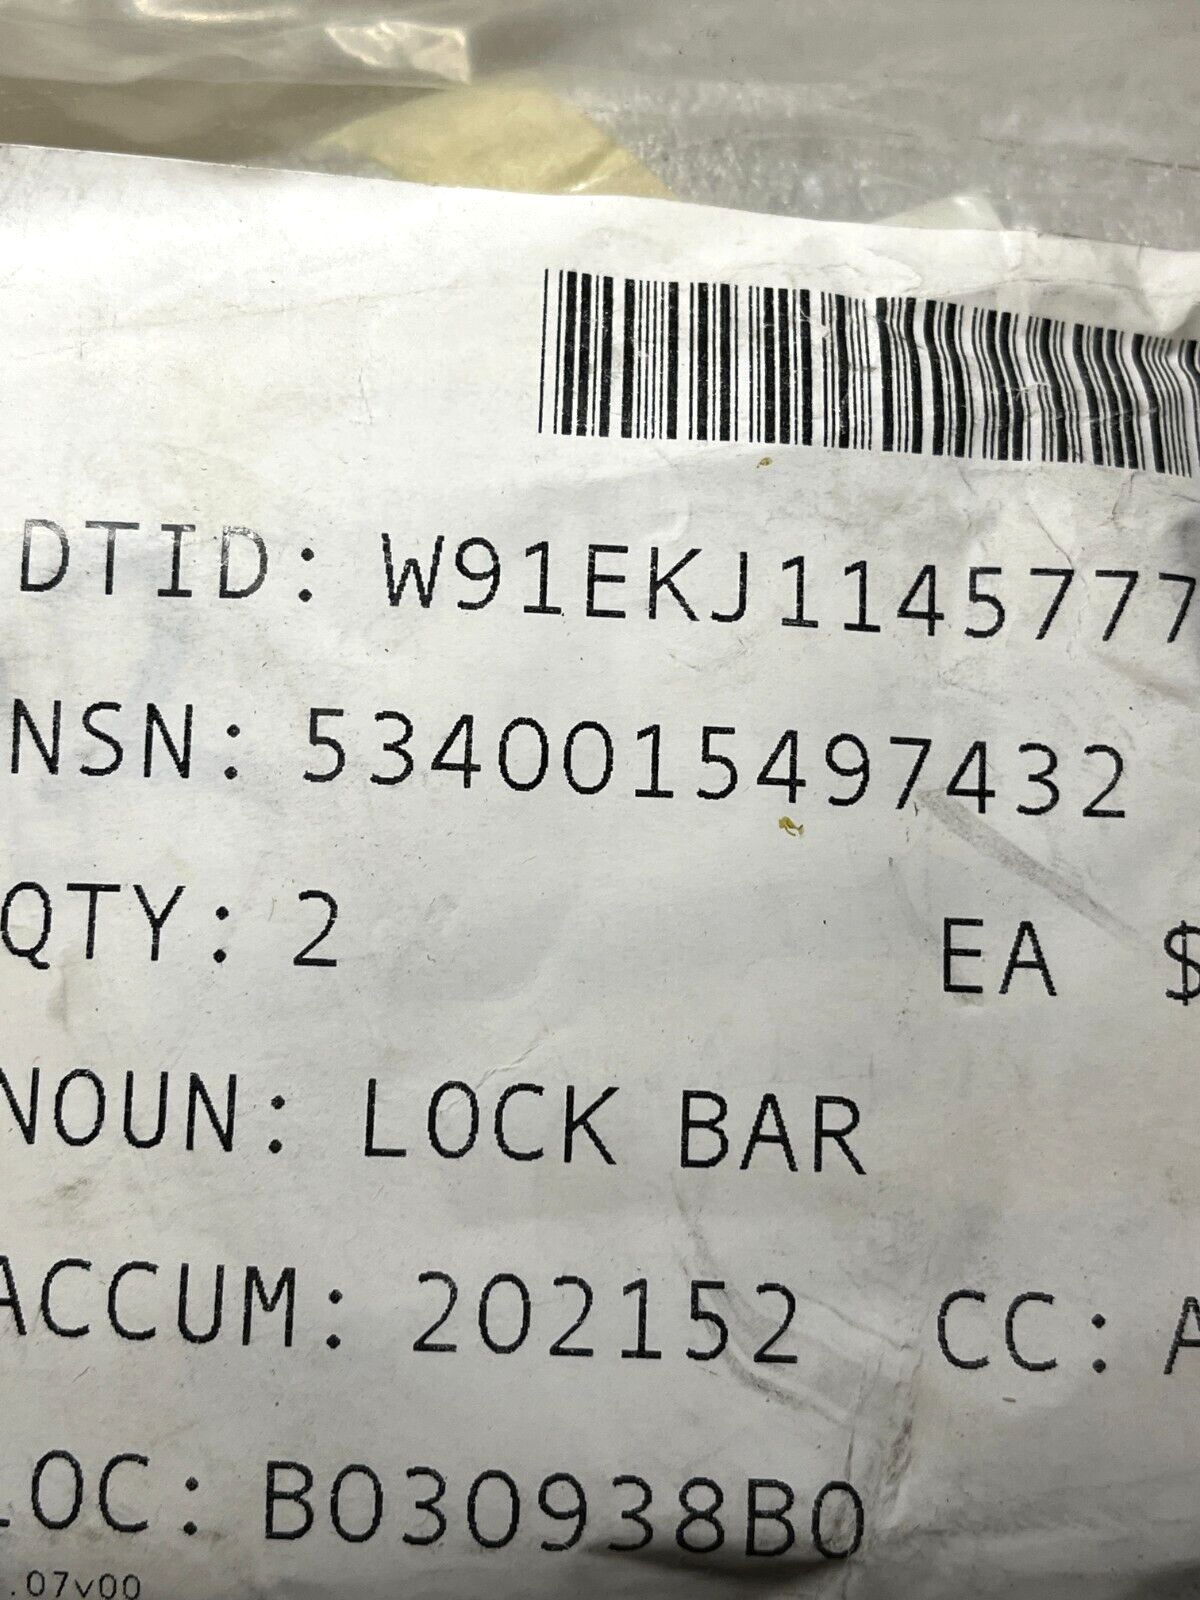 DTID: W91EKJ1145777
NSN: 5340015497432
QTY: 2 EA $
NOUN: LOCK BAR
ACCUM: 202152 CC: A
LOC: B030938B0
.07v00